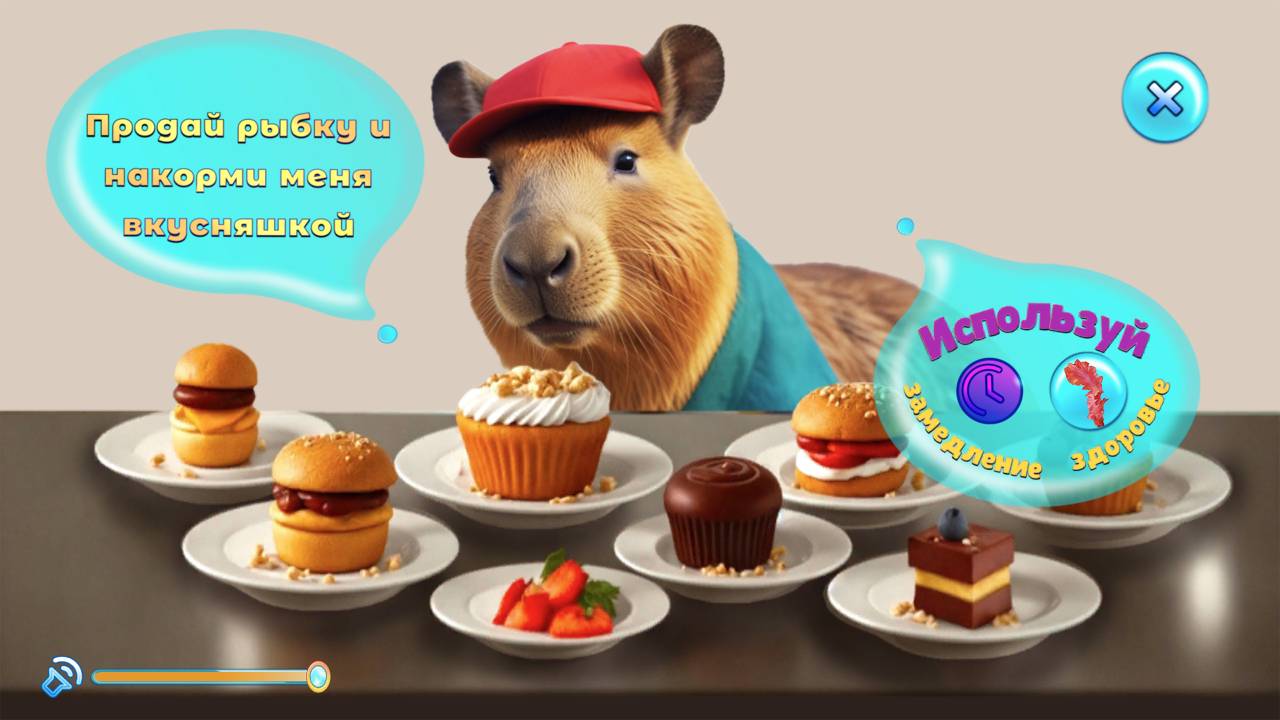 Продай рыбку и
накорми меня
вкусняшкой
Используй
замедление
здоровье